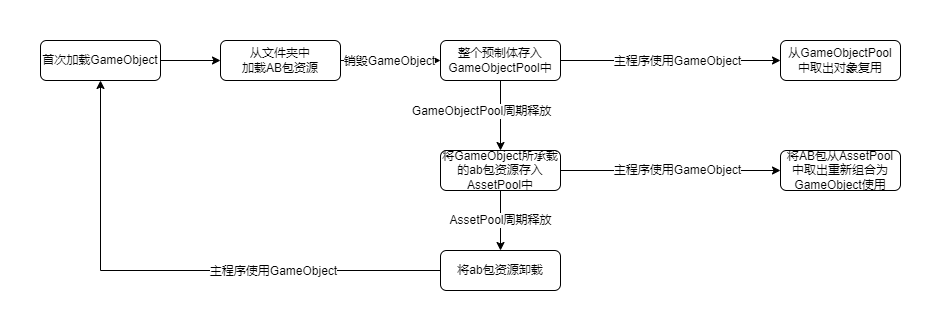 首次加载GameObject
从文件夹中
加载AB包资源
销毁GameObject
整个预制体存入
GameObjectPool中
主程序使用GameObject
从GameObjectPool
中取出对象复用
GameObjectPool周期释放
将GameObject所承载
的ab包资源存入
AssetPool中
主程序使用GameObject
将AB包从AssetPool
中取出重新组合为
GameObject使用
AssetPool周期释放
将ab包资源卸载
主程序使用GameObject